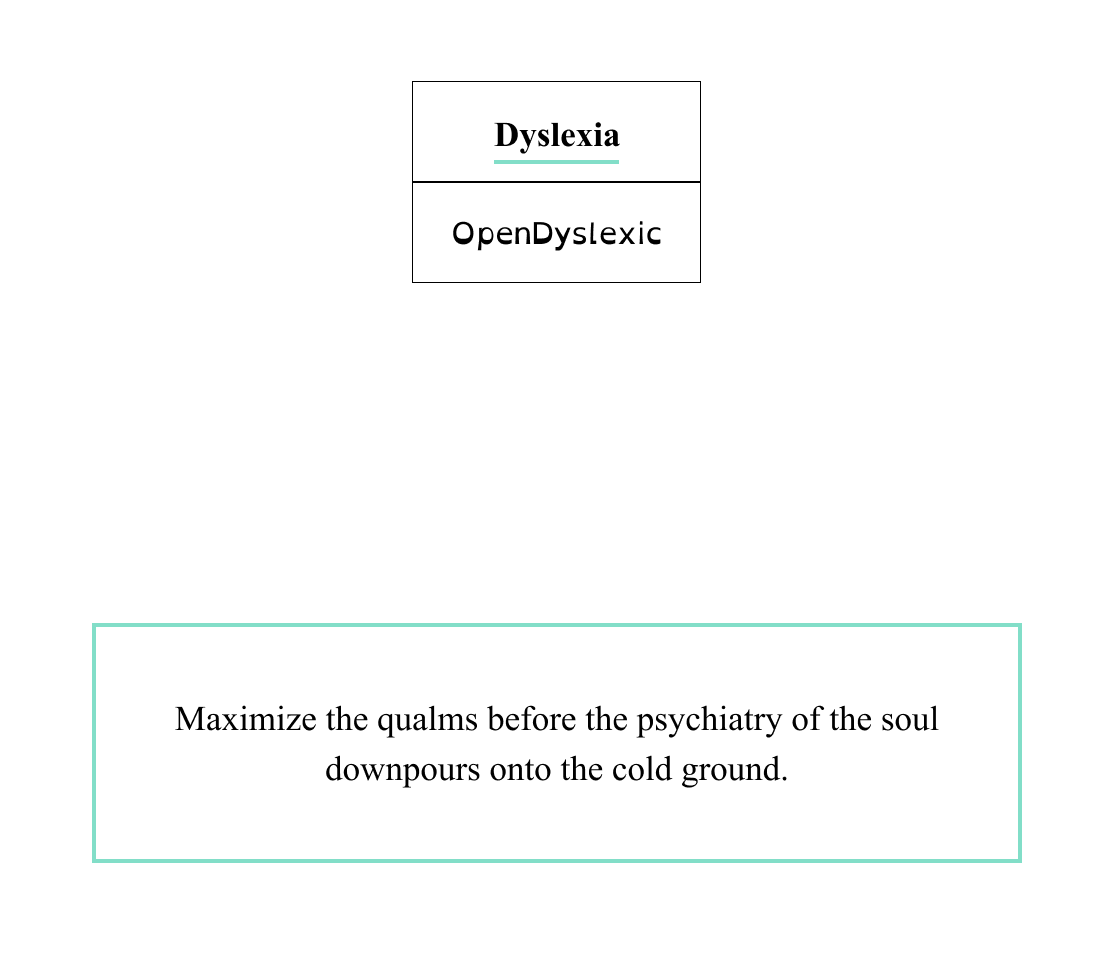 Dyslexia
OpenDyslexic
Maximize the qualms before the psychiatry of the soul
downpours onto the cold ground.